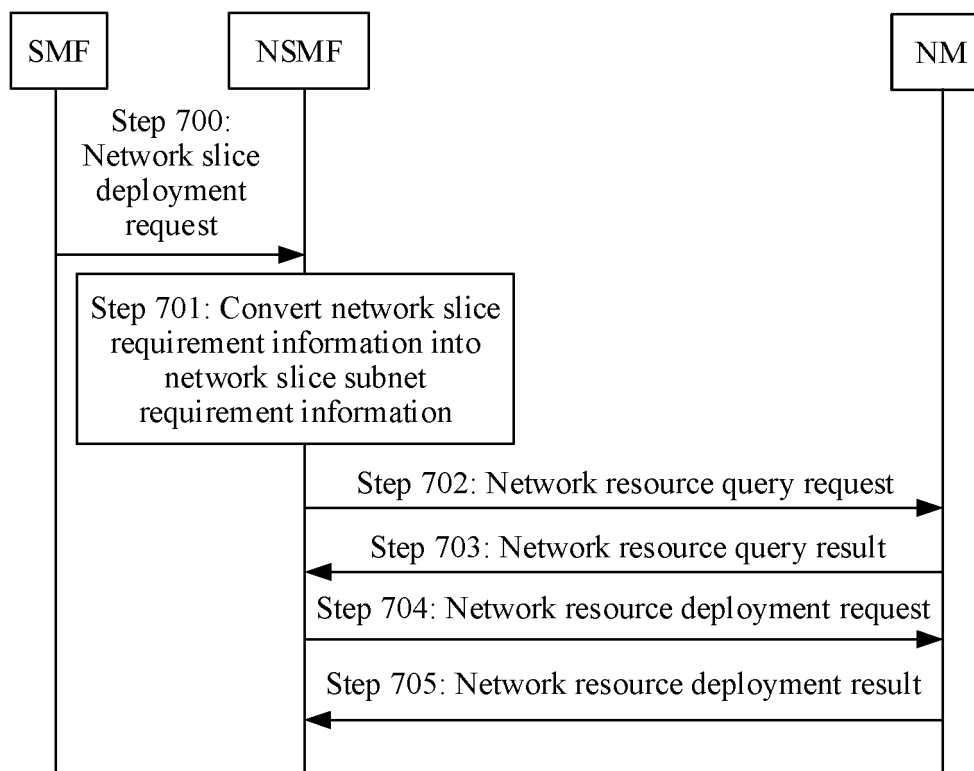 SMF
NSMF
NM
Step 700:
Network slice
deployment
request
Step 701: Convert network slice
requirement information into
network slice subnet
requirement information
Step 702: Network resource query request
Step 703: Network resource query result
Step 704: Network resource deployment request
Step 705: Network resource deployment result